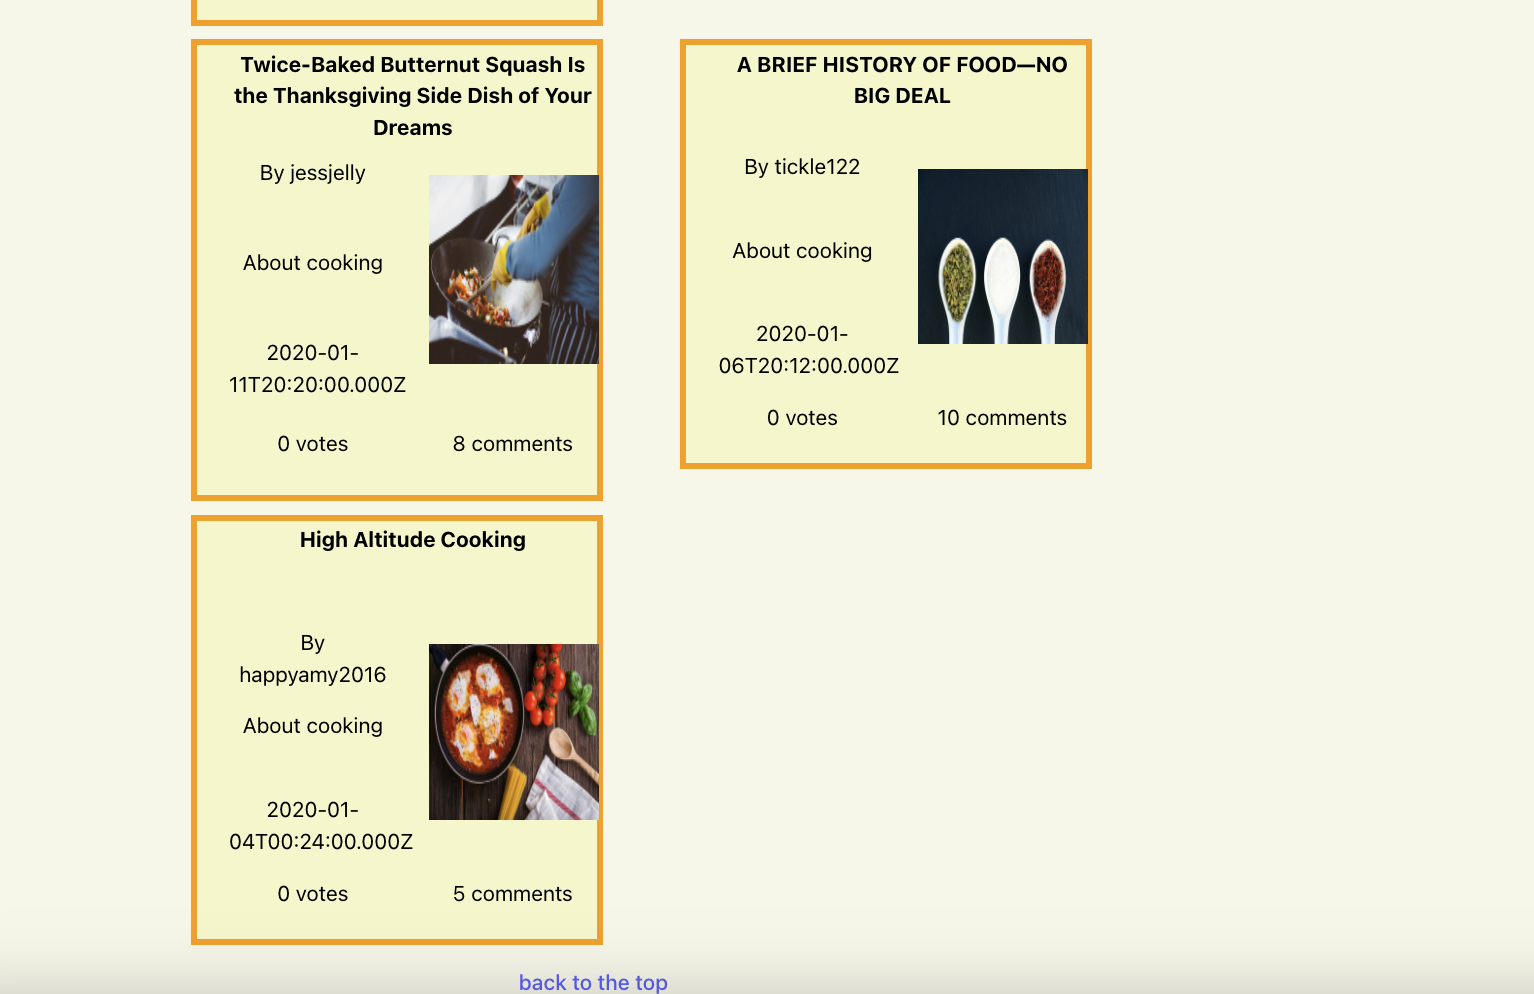 Twice-Baked Butternut Squash Is
the Thanksgiving Side Dish of Your
Dreams
By jessjelly
About cooking
2020-01-
11T20:20:00.000Z
0 votes
8 comments
A BRIEF HISTORY OF FOOD—NO
BIG DEAL
By tickle122
About cooking
2020-01-
06T20:12:00.000Z
0 votes
10 comments
High Altitude Cooking
By
happyamy2016
About cooking
2020-01-
04T00:24:00.000Z
0 votes
5 comments
back to the top